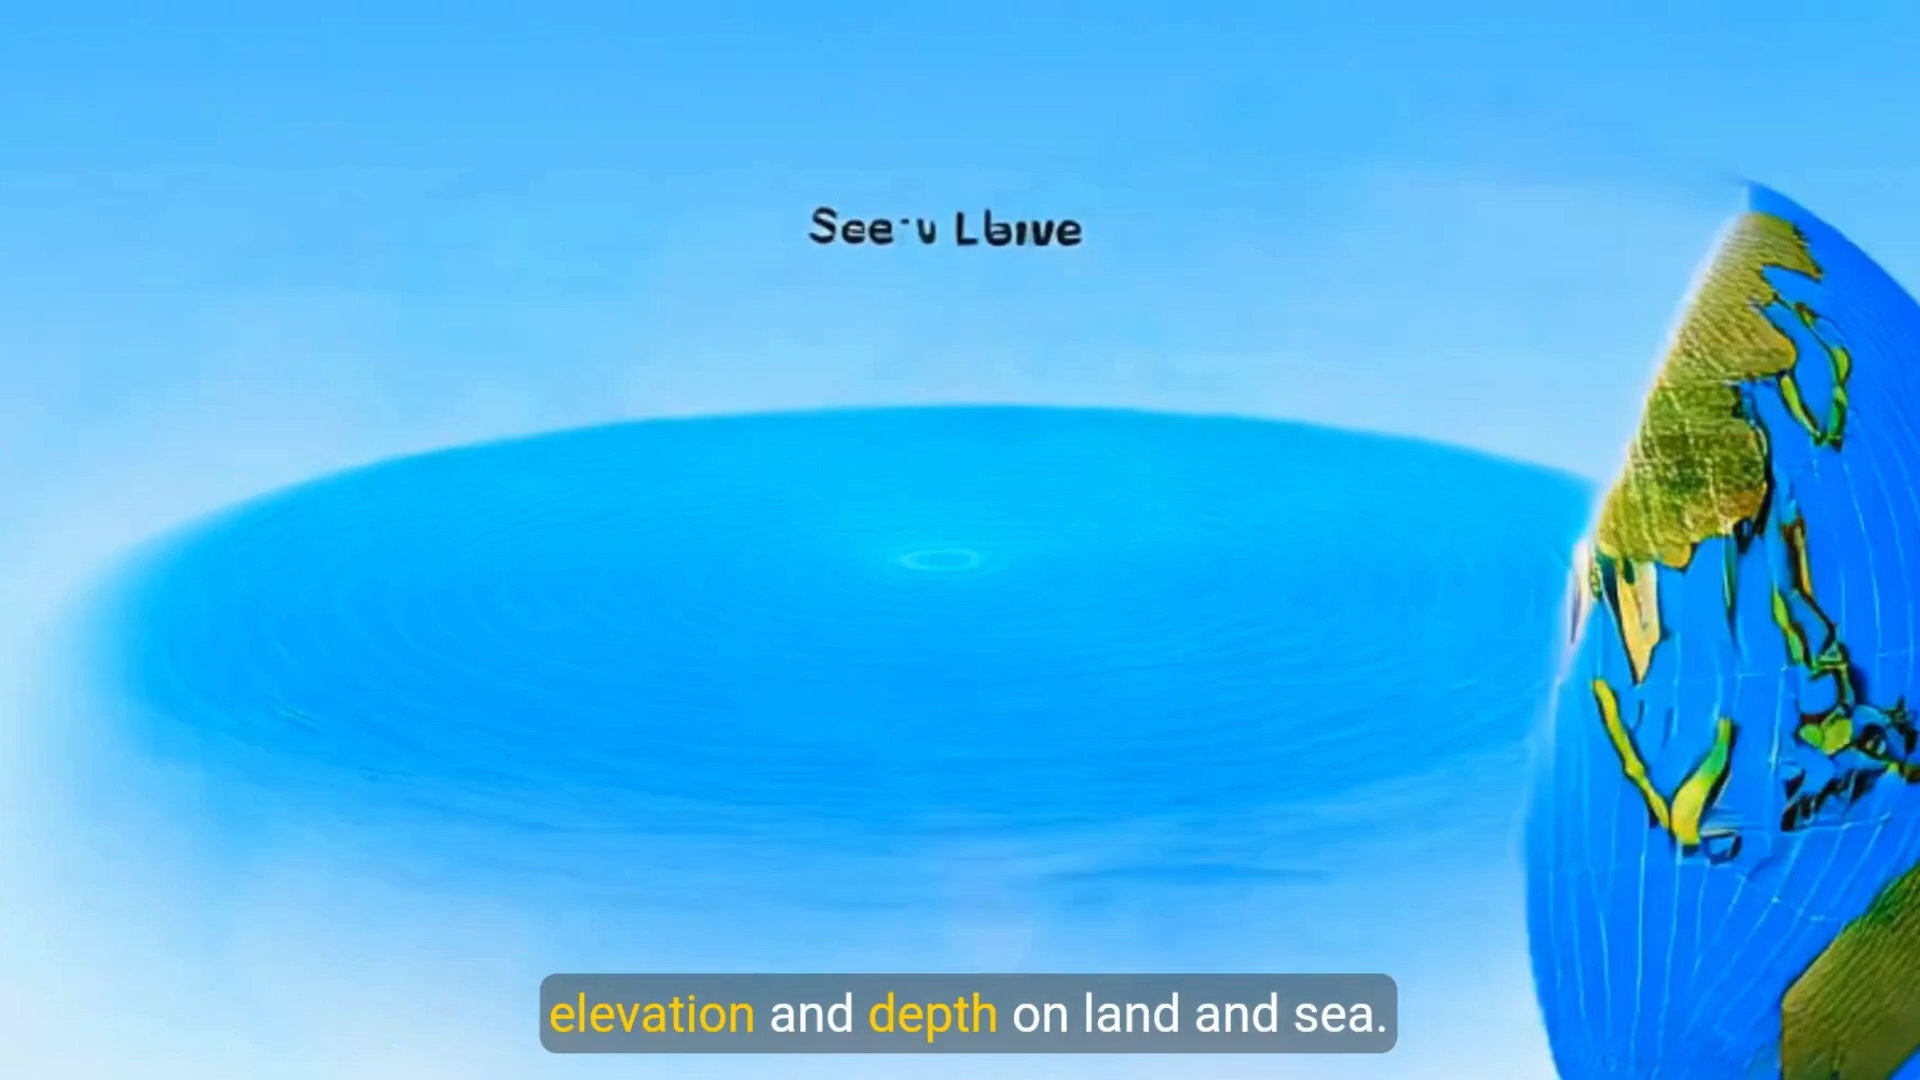 elevation and depth on land and sea.